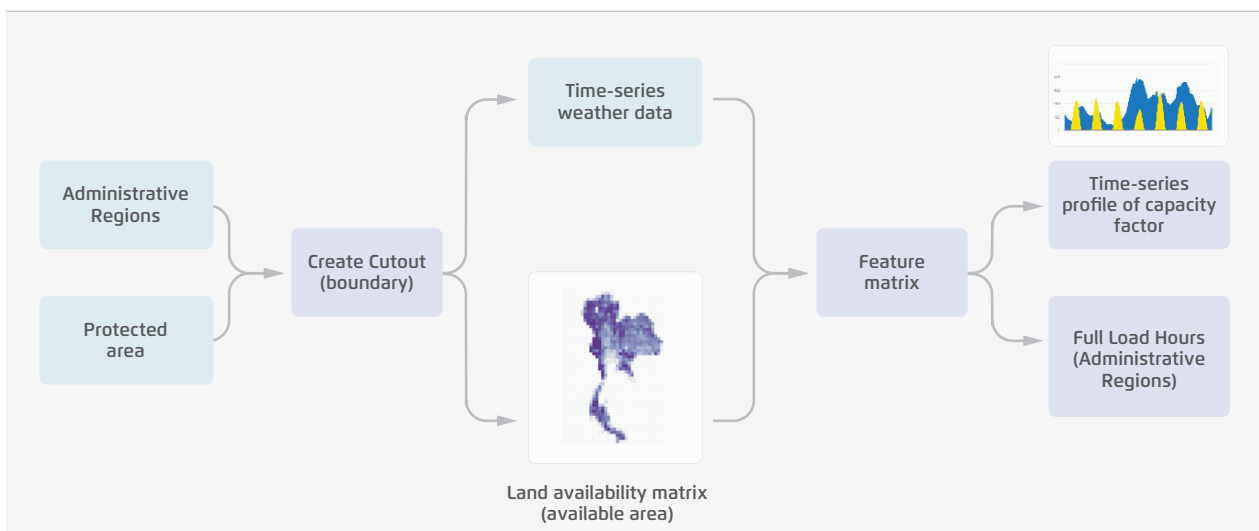 Administrative
Regions
Protected
area
Create Cutout
(boundary)
Time-series
weather data
Land availability matrix
(available area)
Feature
matrix
Time-series
profile of capacity
factor
Full Load Hours
(Administrative
Regions)